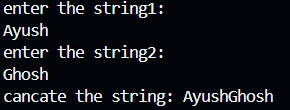 enter the string1:
Ayush
enter the string2:
Ghosh
cancate the string: AyushGhosh